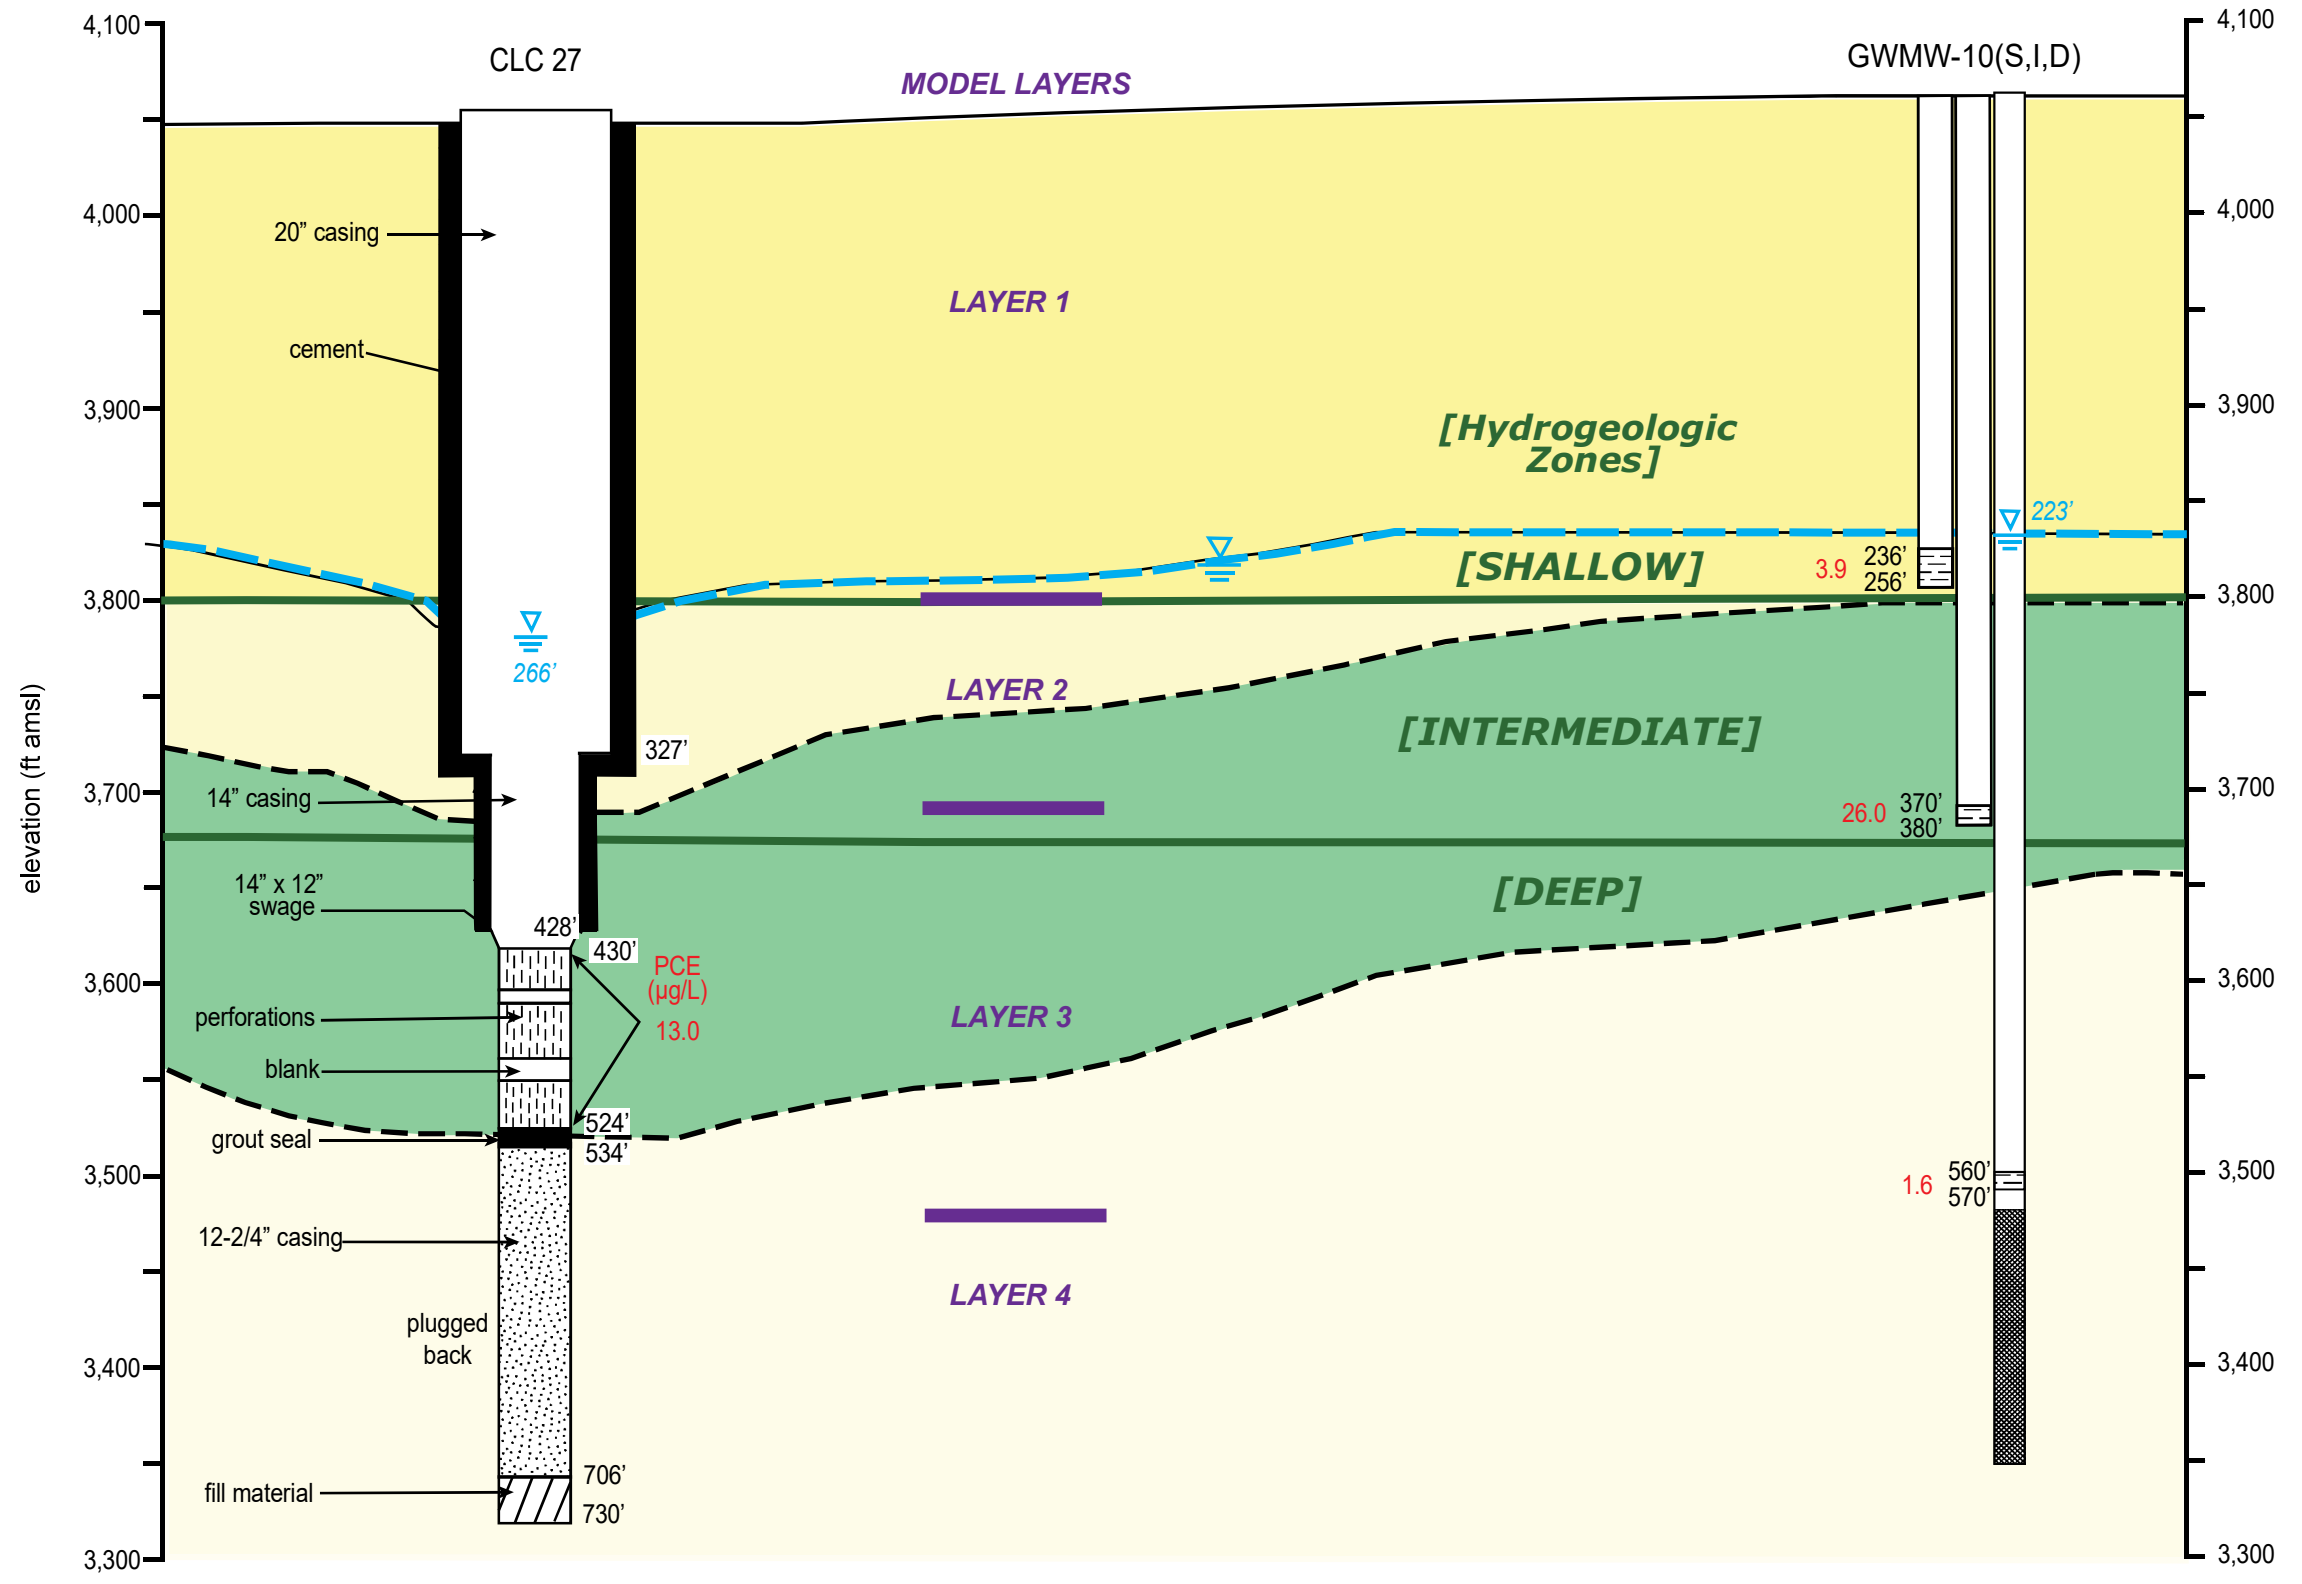 4,100
4,100
CLC 27
GWMW-10(S,I,D)
MODEL LAYERS
4,000
4,000
20” casing
LAYER 1
cement
3,900
3,900
[Hydrogeologic
Zones]
223’
[SHALLOW]
3.9
236’
256’
3,800
3,800
266’
LAYER 2
[INTERMEDIATE]
327’
elevation (ft amsl)
3,700
3,700
14” casing
26.0
370’
380’
14” x 12”
swage
[DEEP]
428’
430’
PCE
(µg/L)
13.0
3,600
3,600
perforations
LAYER 3
blank
524’
grout seal
534’
3,500
3,500
560’
1.6
570’
12-2/4” casing
LAYER 4
plugged
back
3,400
3,400
706’
fill material
730’
3,300
3,300